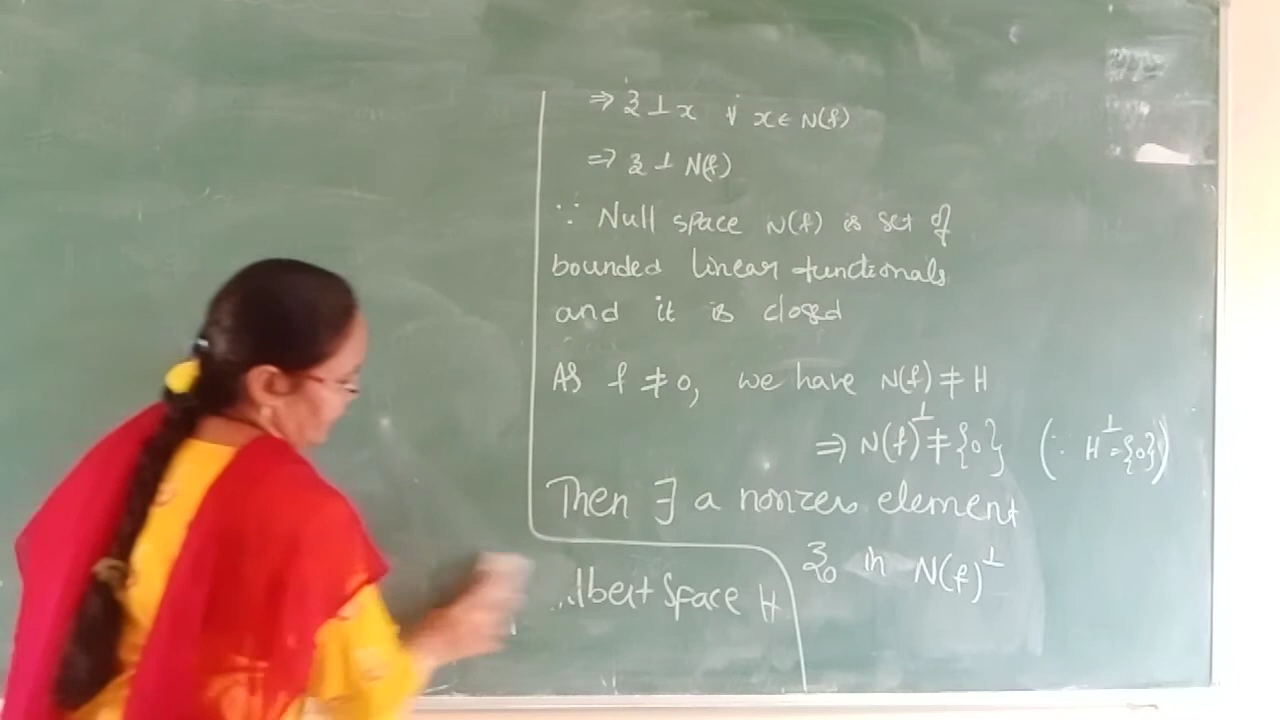 ⇒ z ⊥ x ∀ x ∈ N(f)
⇒ z ⊥ N(f)
∵ Null space N(f) is set of
bounded linear functionals
and it is closed
As f ≠ 0, we have N(f) ≠ H
⇒ N(f)^⊥ ≠ {0} (∵ H^⊥ = {0})
Then ∃ a nonzero element
z₀ in N(f)^⊥
lbert Space H